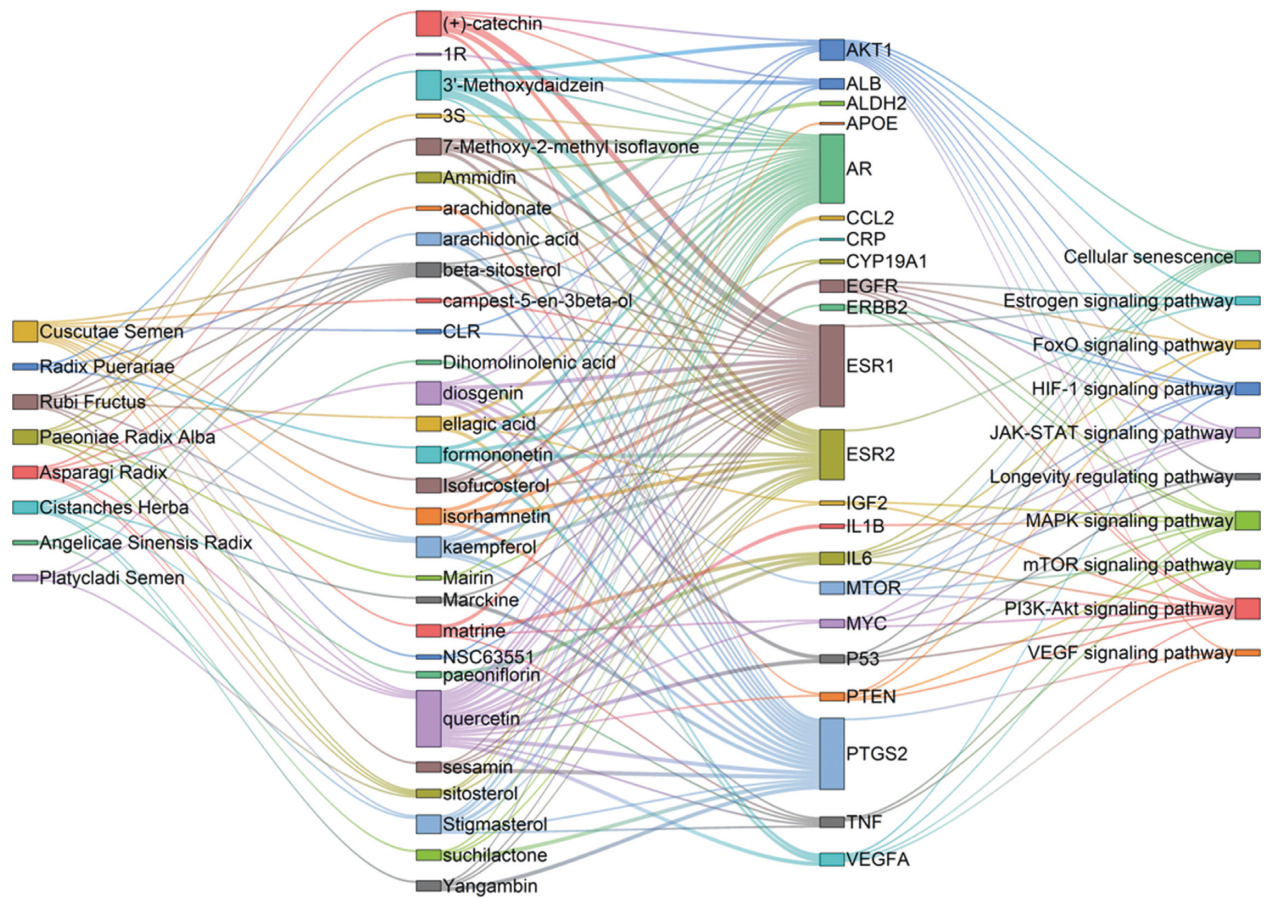 Cuscutae Semen
Radix Puerariae
Rubi Fructus
Paeoniae Radix Alba
Asparagi Radix
Cistanches Herba
Angelicae Sinensis Radix
Platycladi Semen
(+)-catechin
1R
3'-Methoxydaidzein
3S
7-Methoxy-2-methyl isoflavone
Ammidin
arachidonate
arachidonic acid
beta-sitosterol
campest-5-en-3beta-ol
CLR
Dihomolinolenic acid
diosgenin
ellagic acid
formononetin
Isofucosterol
isorhamnetin
kaempferol
Mairin
Marckine
matrine
NSC63551
paeoniflorin
quercetin
sesamin
sitosterol
Stigmasterol
suchilactone
Yangambin
AKT1
ALB
ALDH2
APOE
AR
CCL2
CRP
CYP19A1
EGFR
ERBB2
ESR1
ESR2
IGF2
IL1B
IL6
MTOR
MYC
P53
PTEN
PTGS2
TNF
VEGFA
Cellular senescence
Estrogen signaling pathway
FoxO signaling pathway
HIF-1 signaling pathway
JAK-STAT signaling pathway
Longevity regulating pathway
MAPK signaling pathway
mTOR signaling pathway
PI3K-Akt signaling pathway
VEGF signaling pathway